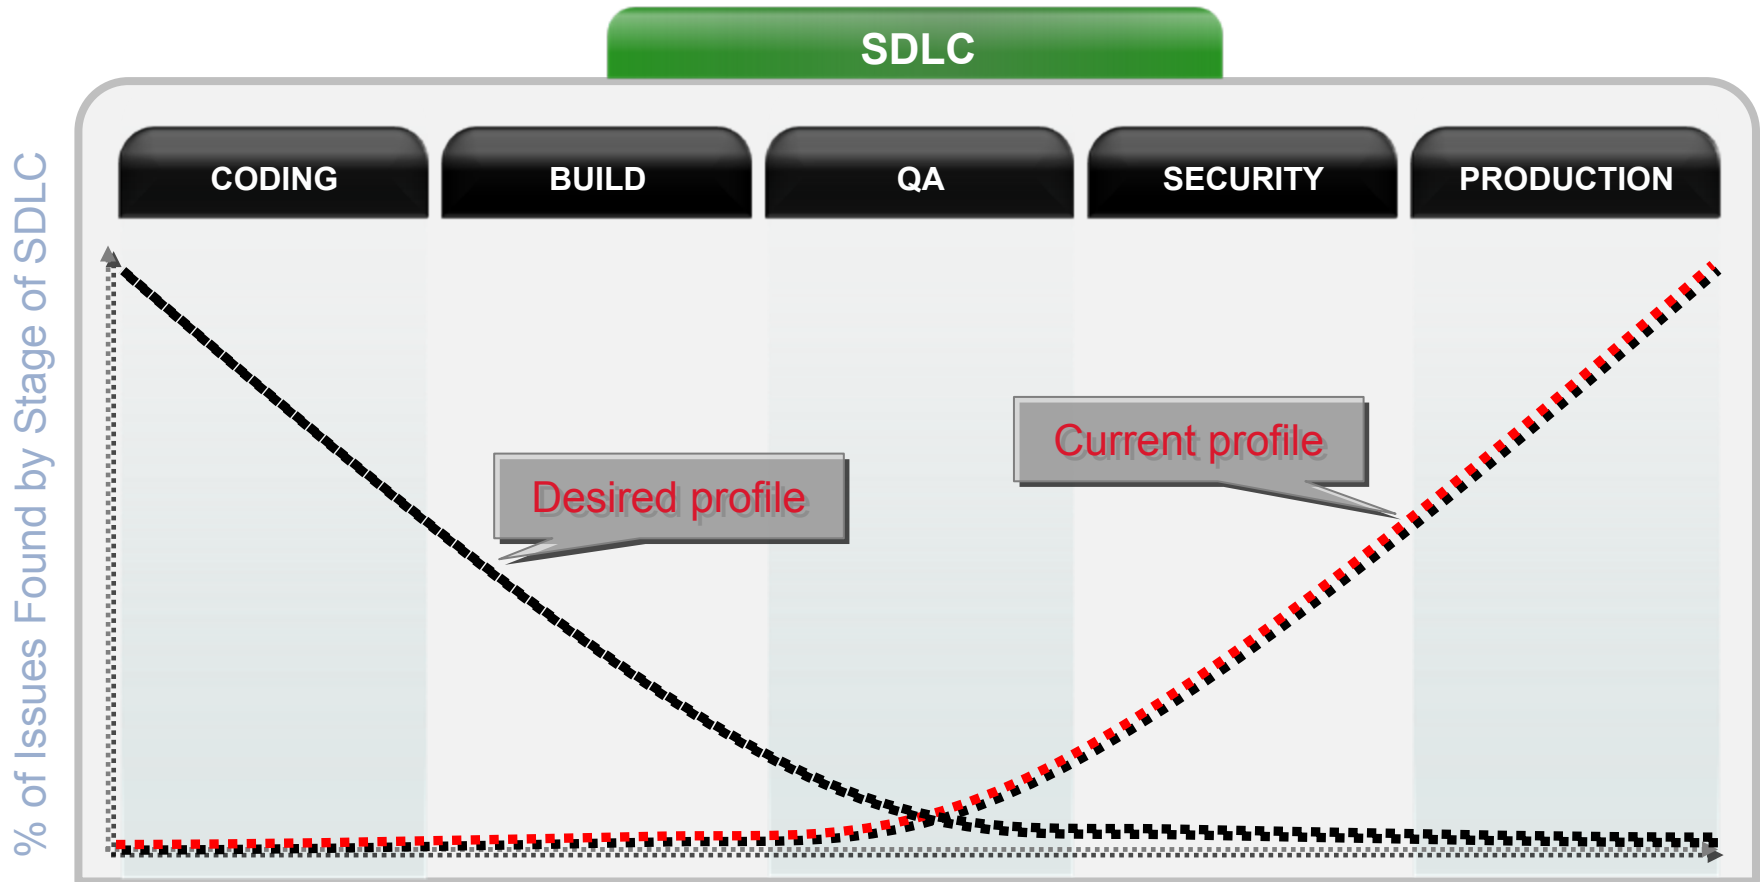 SDLC
CODING
BUILD
QA
SECURITY
PRODUCTION
% of Issues Found by Stage of SDLC
Current profile
Desired profile